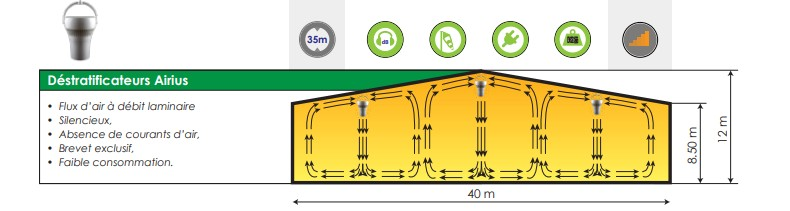 35m
dB
Déstratificateurs Airius
• Flux d'air à débit laminaire
• Silencieux,
• Absence de courants d'air,
• Brevet exclusif,
• Faible consommation.
8.50 m
12 m
40 m